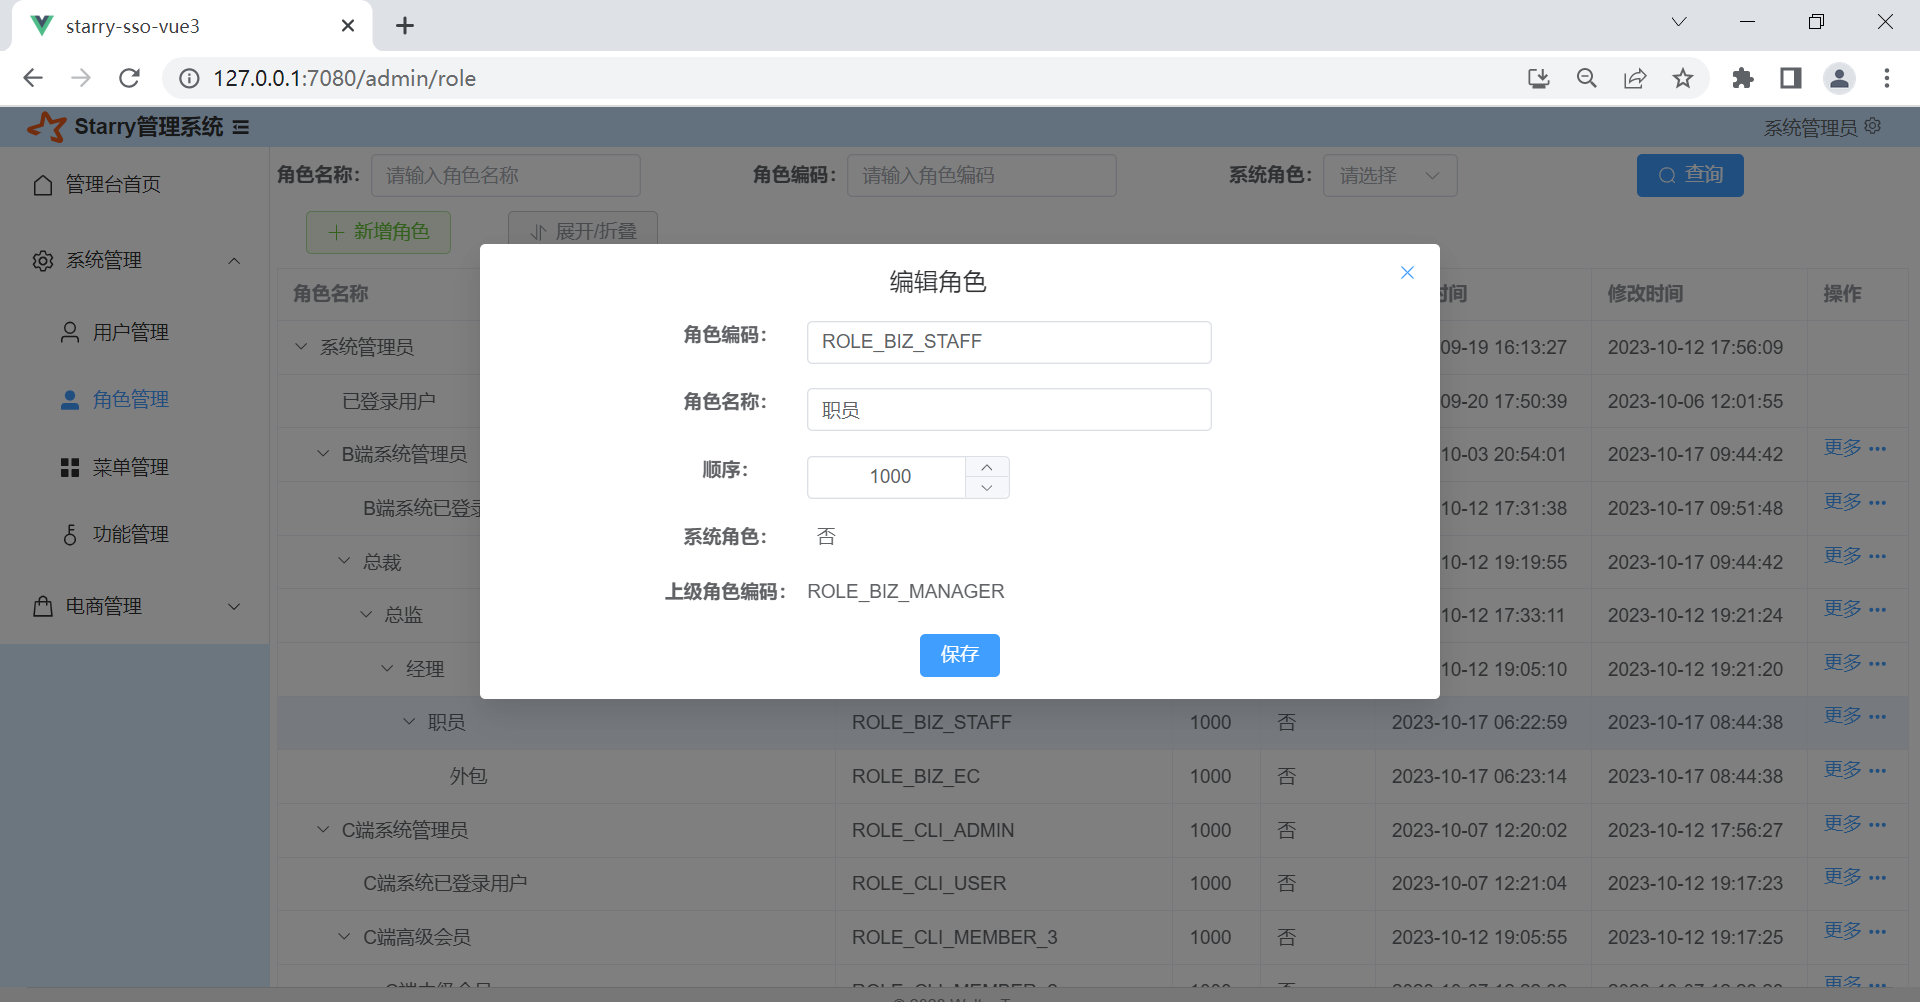 starry-sso-vue3
127.0.0.1:7080/admin/role
Starry管理系统
系统管理员
管理台首页
系统管理
用户管理
角色管理
菜单管理
功能管理
电商管理
角色名称： 请输入角色名称 角色编码： 请输入角色编码 系统角色： 请选择 查询
新增角色 展开/折叠
角色名称 时间 修改时间 操作
系统管理员 09-19 16:13:27 2023-10-12 17:56:09
已登录用户 09-20 17:50:39 2023-10-06 12:01:55
B端系统管理员 10-03 20:54:01 2023-10-17 09:44:42 更多
B端系统已登录 10-12 17:31:38 2023-10-17 09:51:48 更多
总裁 10-12 19:19:55 2023-10-17 09:44:42 更多
总监 10-12 17:33:11 2023-10-12 19:21:24 更多
经理 10-12 19:05:10 2023-10-12 19:21:20 更多
职员 ROLE_BIZ_STAFF 1000 否 2023-10-17 06:22:59 2023-10-17 08:44:38 更多
外包 ROLE_BIZ_EC 1000 否 2023-10-17 06:23:14 2023-10-17 08:44:38 更多
C端系统管理员 ROLE_CLI_ADMIN 1000 否 2023-10-07 12:20:02 2023-10-12 17:56:27 更多
C端系统已登录用户 ROLE_CLI_USER 1000 否 2023-10-07 12:21:04 2023-10-12 19:17:23 更多
C端高级会员 ROLE_CLI_MEMBER_3 1000 否 2023-10-12 19:05:55 2023-10-12 19:17:25 更多
编辑角色
角色编码： ROLE_BIZ_STAFF
角色名称： 职员
顺序： 1000
系统角色： 否
上级角色编码： ROLE_BIZ_MANAGER
保存